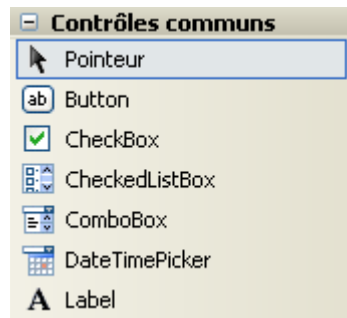 Contrôles communs
Pointeur
ab Button
CheckBox
CheckedListBox
ComboBox
DateTimePicker
A Label